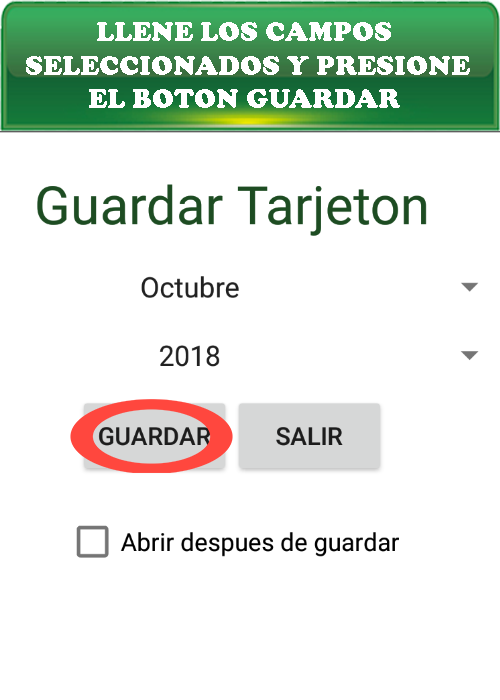 LLENE LOS CAMPOS
SELECCIONADOS Y PRESIONE
EL BOTON GUARDAR
Guardar Tarjeton
Octubre
2018
GUARDAR SALIR
Abrir despues de guardar